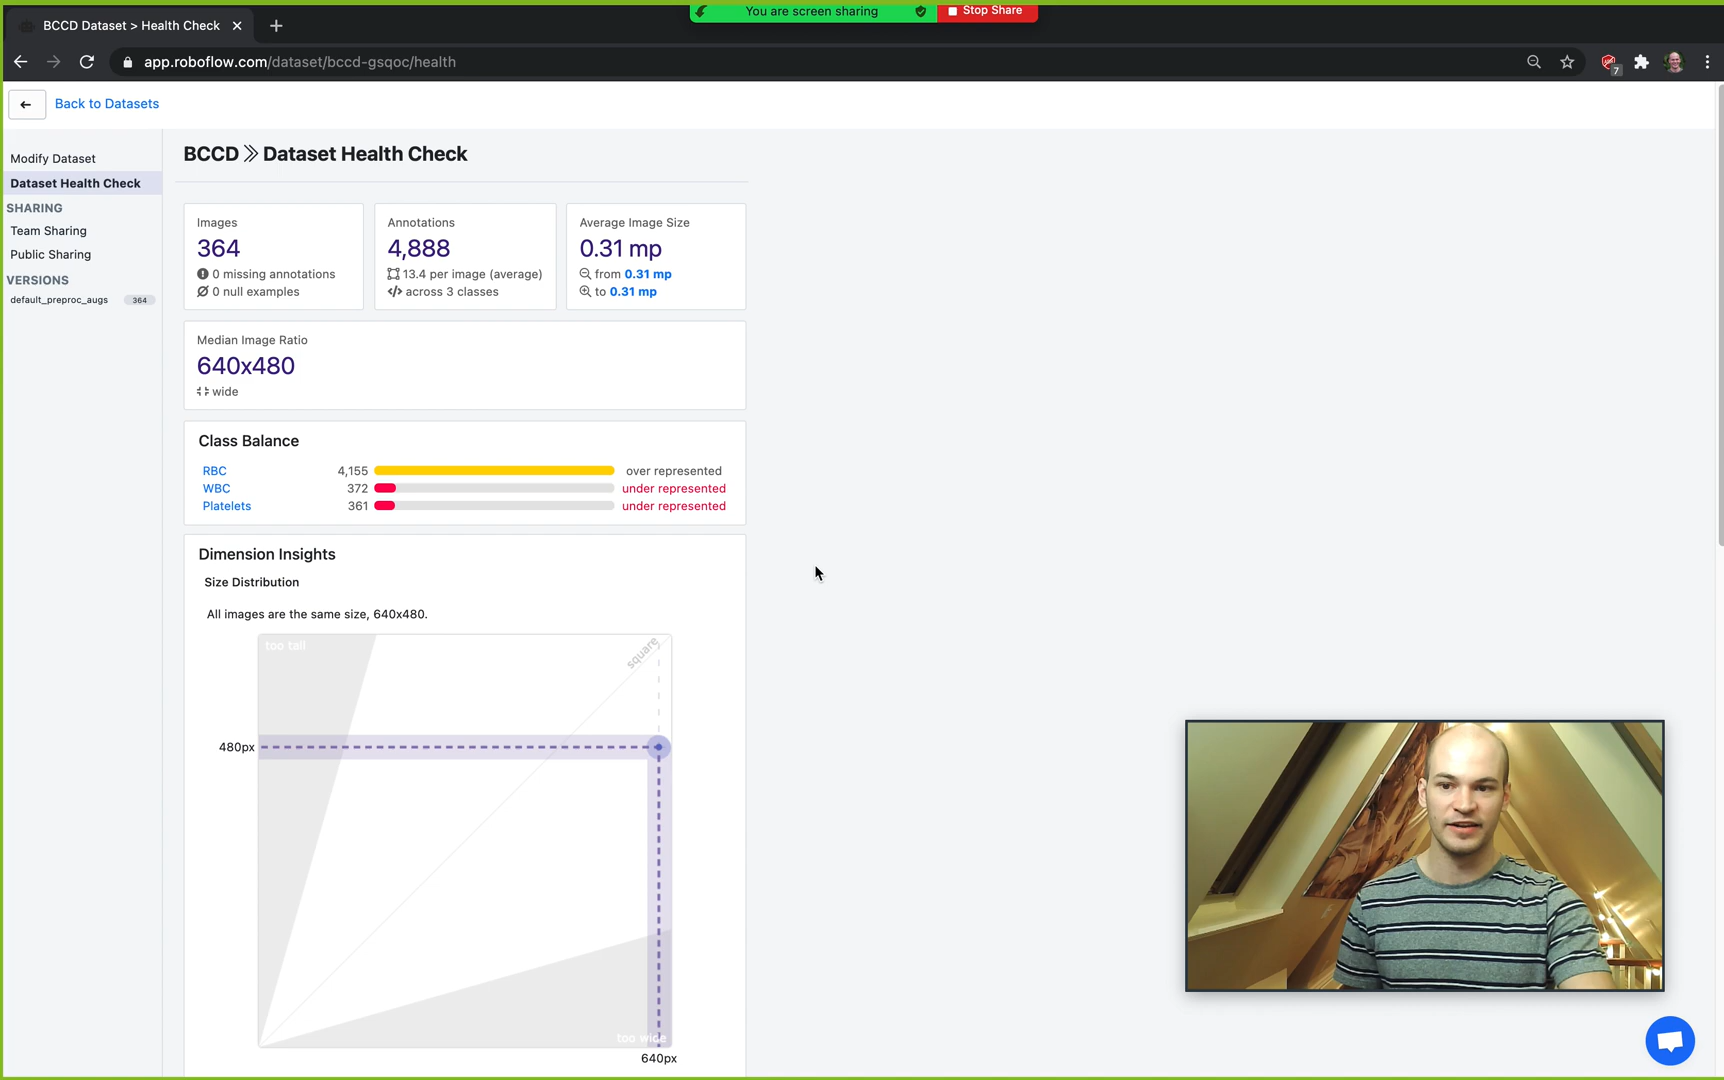 BCCD Dataset > Health Check
You are screen sharing
Stop Share
app.roboflow.com/dataset/bccd-gsqoc/health
7
Back to Datasets
Modify Dataset
Dataset Health Check
SHARING
Team Sharing
Public Sharing
VERSIONS
default_preproc_augs 364
BCCD Dataset Health Check
Images
364
0 missing annotations
0 null examples
Annotations
4,888
13.4 per image (average)
across 3 classes
Average Image Size
0.31 mp
from 0.31 mp
to 0.31 mp
Median Image Ratio
640x480
wide
Class Balance
RBC 4,155 over represented
WBC 372 under represented
Platelets 361 under represented
Dimension Insights
Size Distribution
All images are the same size, 640x480.
too tall
square
480px
too wide
640px